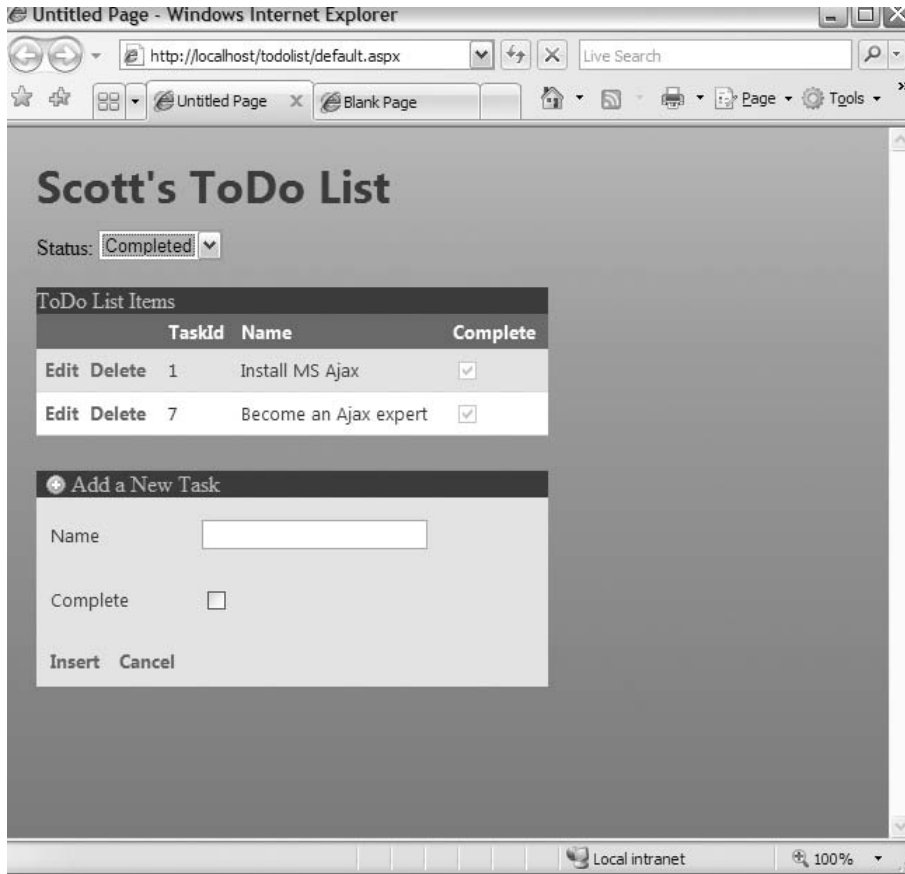 Untitled Page - Windows Internet Explorer
http://localhost/todolist/default.aspx
Live Search
Untitled Page
Blank Page
Page
Tools
Scott's ToDo List
Status: Completed
ToDo List Items
TaskId Name Complete
Edit Delete 1 Install MS Ajax
Edit Delete 7 Become an Ajax expert
Add a New Task
Name
Complete
Insert Cancel
Local intranet 100%